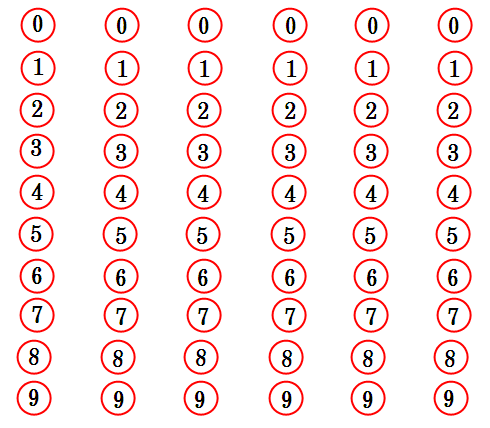 0 0 0 0 0 0
1 1 1 1 1 1
2 2 2 2 2 2
3 3 3 3 3 3
4 4 4 4 4 4
5 5 5 5 5 5
6 6 6 6 6 6
7 7 7 7 7 7
8 8 8 8 8 8
9 9 9 9 9 9